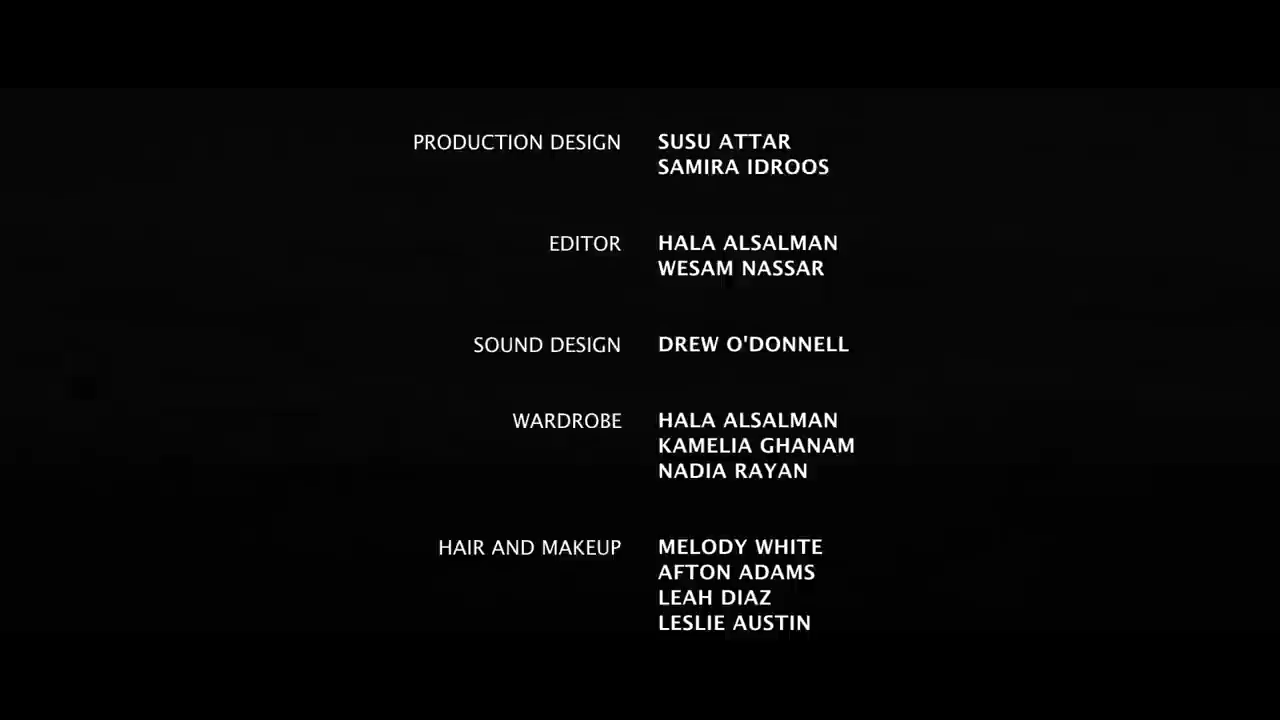 PRODUCTION DESIGN SUSU ATTAR
SAMIRA IDROOS
EDITOR HALA ALSALMAN
WESAM NASSAR
SOUND DESIGN DREW O'DONNELL
WARDROBE HALA ALSALMAN
KAMELIA GHANAM
NADIA RAYAN
HAIR AND MAKEUP MELODY WHITE
AFTON ADAMS
LEAH DIAZ
LESLIE AUSTIN